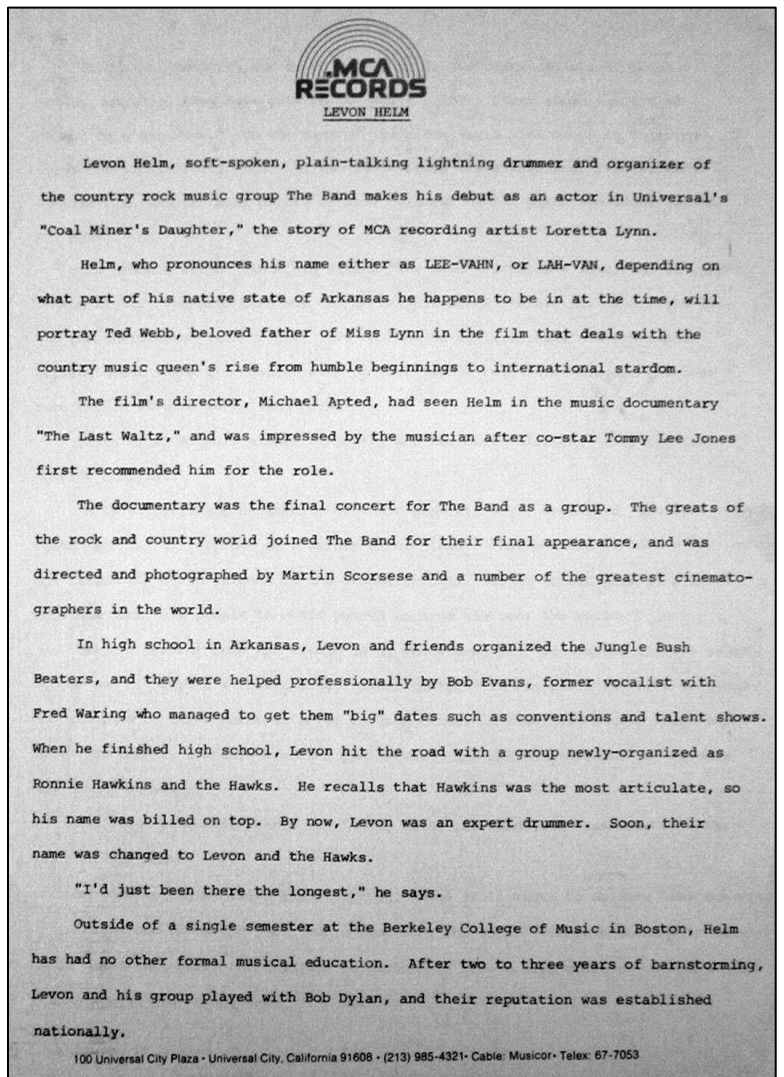 MCA
RECORDS
LEVON HELM
Levon Helm, soft-spoken, plain-talking lightning drummer and organizer of
the country rock music group The Band makes his debut as an actor in Universal's
"Coal Miner's Daughter," the story of MCA recording artist Loretta Lynn.
Helm, who pronounces his name either as LEE-VAHN, or LAH-VAN, depending on
what part of his native state of Arkansas he happens to be in at the time, will
portray Ted Webb, beloved father of Miss Lynn in the film that deals with the
country music queen's rise from humble beginnings to international stardom.
The film's director, Michael Apted, had seen Helm in the music documentary
"The Last Waltz," and was impressed by the musician after co-star Tommy Lee Jones
first recommended him for the role.
The documentary was the final concert for The Band as a group. The greats of
the rock and country world joined The Band for their final appearance, and was
directed and photographed by Martin Scorsese and a number of the greatest cinemato-
graphers in the world.
In high school in Arkansas, Levon and friends organized the Jungle Bush
Beaters, and they were helped professionally by Bob Evans, former vocalist with
Fred Waring who managed to get them "big" dates such as conventions and talent shows.
When he finished high school, Levon hit the road with a group newly-organized as
Ronnie Hawkins and the Hawks. He recalls that Hawkins was the most articulate, so
his name was billed on top. By now, Levon was an expert drummer. Soon, their
name was changed to Levon and the Hawks.
"I'd just been there the longest," he says.
Outside of a single semester at the Berkeley College of Music in Boston, Helm
has had no other formal musical education. After two to three years of barnstorming,
Levon and his group played with Bob Dylan, and their reputation was established
nationally.
100 Universal City Plaza • Universal City, California 91608 • (213) 985-4321• Cable: Musicor• Telex: 67-7053